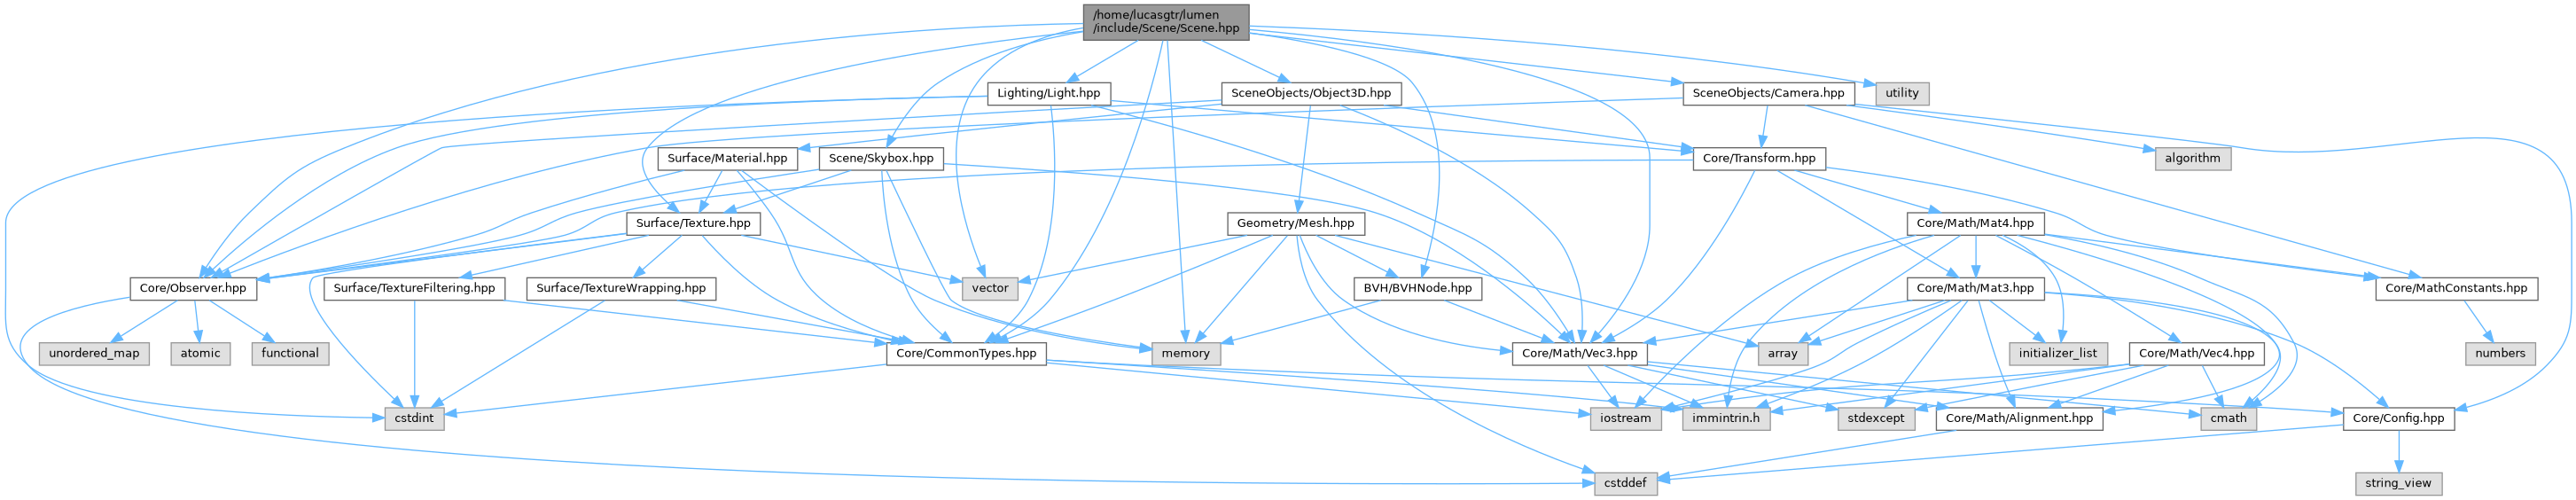 /home/lucasgtr/lumen
/include/Scene/Scene.hpp
Lighting/Light.hpp
SceneObjects/Object3D.hpp
SceneObjects/Camera.hpp
utility
Surface/Material.hpp
Scene/Skybox.hpp
Core/Transform.hpp
algorithm
Surface/Texture.hpp
Geometry/Mesh.hpp
Core/Math/Mat4.hpp
Core/Observer.hpp
Surface/TextureFiltering.hpp
Surface/TextureWrapping.hpp
vector
BVH/BVHNode.hpp
Core/Math/Mat3.hpp
Core/MathConstants.hpp
unordered_map
atomic
functional
Core/CommonTypes.hpp
memory
Core/Math/Vec3.hpp
array
initializer_list
Core/Math/Vec4.hpp
numbers
cstdint
iostream
immintrin.h
stdexcept
Core/Math/Alignment.hpp
cmath
Core/Config.hpp
cstddef
string_view